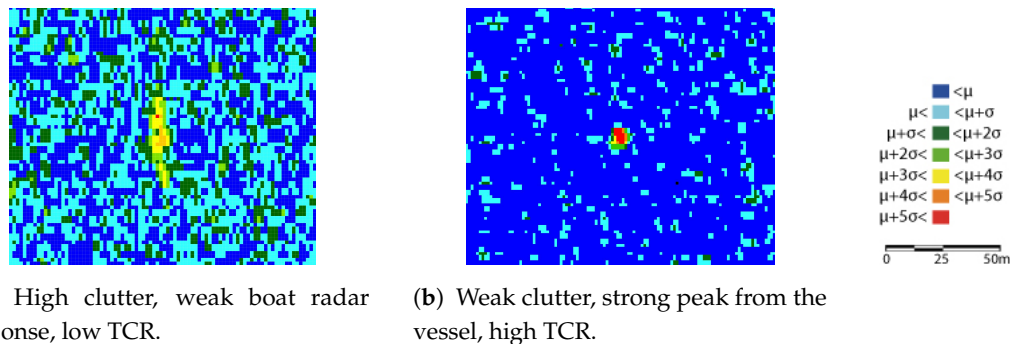 <μ
μ< <μ+σ
μ+σ< <μ+2σ
μ+2σ< <μ+3σ
μ+3σ< <μ+4σ
μ+4σ< <μ+5σ
μ+5σ<
0 25 50m
High clutter, weak boat radar
onse, low TCR.
(b) Weak clutter, strong peak from the
vessel, high TCR.